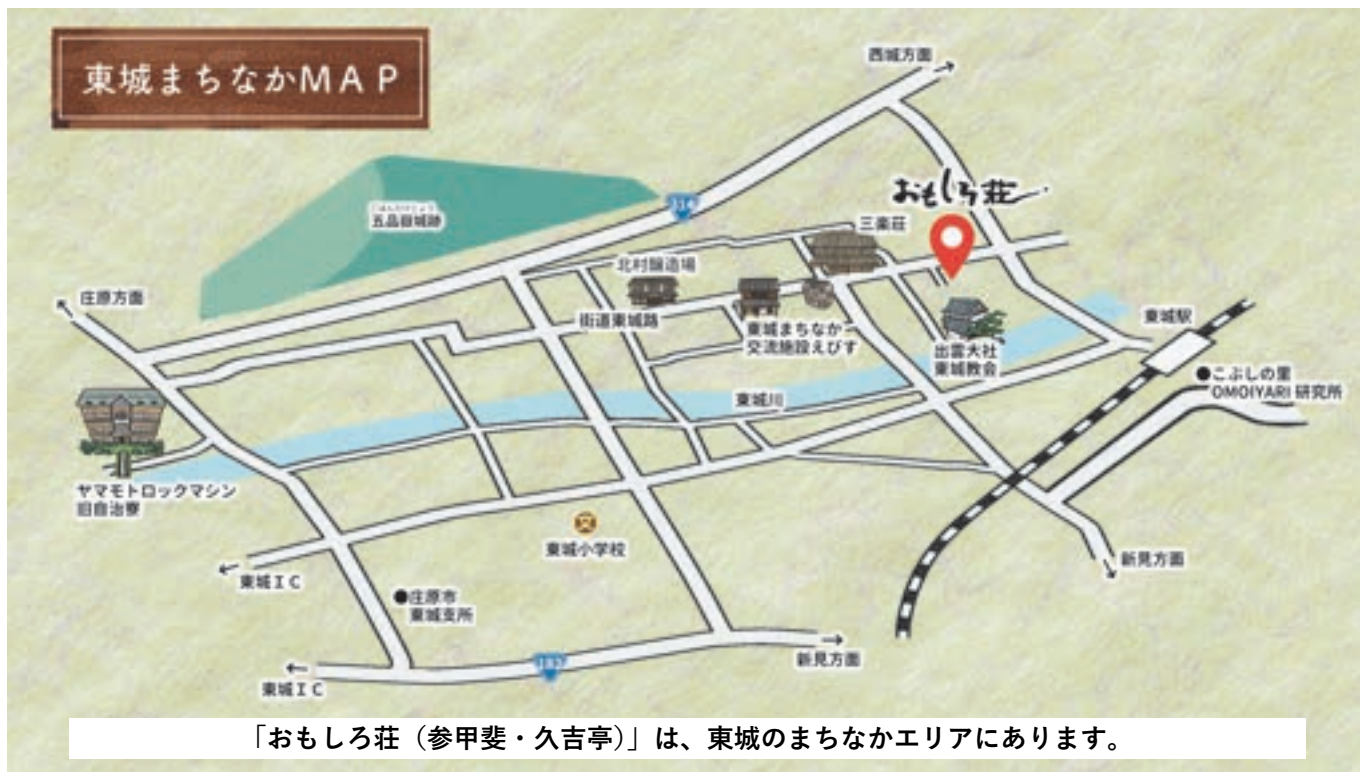 東城まちなかMAP
西城方面
おもしろ荘
314
三楽荘
五品嶽城跡
北村醸造場
庄原方面
街道東城路
東城まちなか
交流施設えびす
出雲大社
東城教会
東城駅
●こぶしの里
OMOIYARI 研究所
東城川
ヤマモトロックマシン
旧自治寮
文
東城小学校
東城IC
新見方面
●庄原市
東城支所
新見方面
東城IC
「おもしろ荘(参甲斐・久吉亭)」は、東城のまちなかエリアにあります。